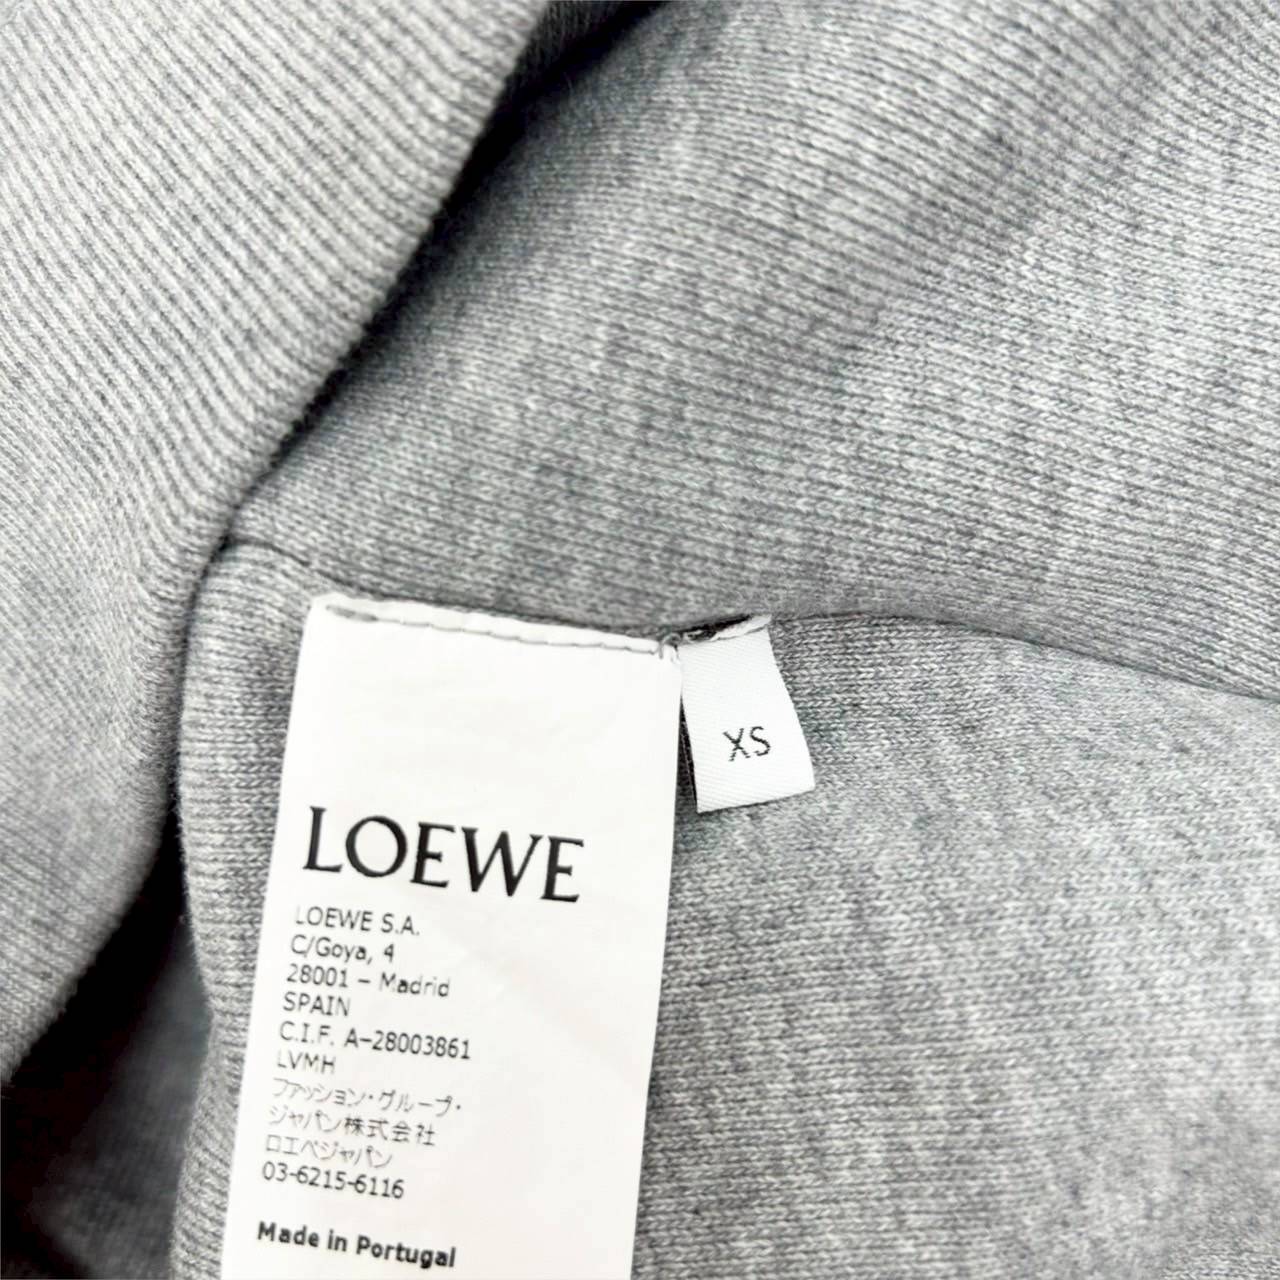 XS
LOEWE
LOEWE S.A.
C/Goya, 4
28001 – Madrid
SPAIN
C.I.F. A–28003861
LVMH
ファッション・グループ・
ジャパン株式会社
ロエベジャパン
03-6215-6116
Made in Portugal